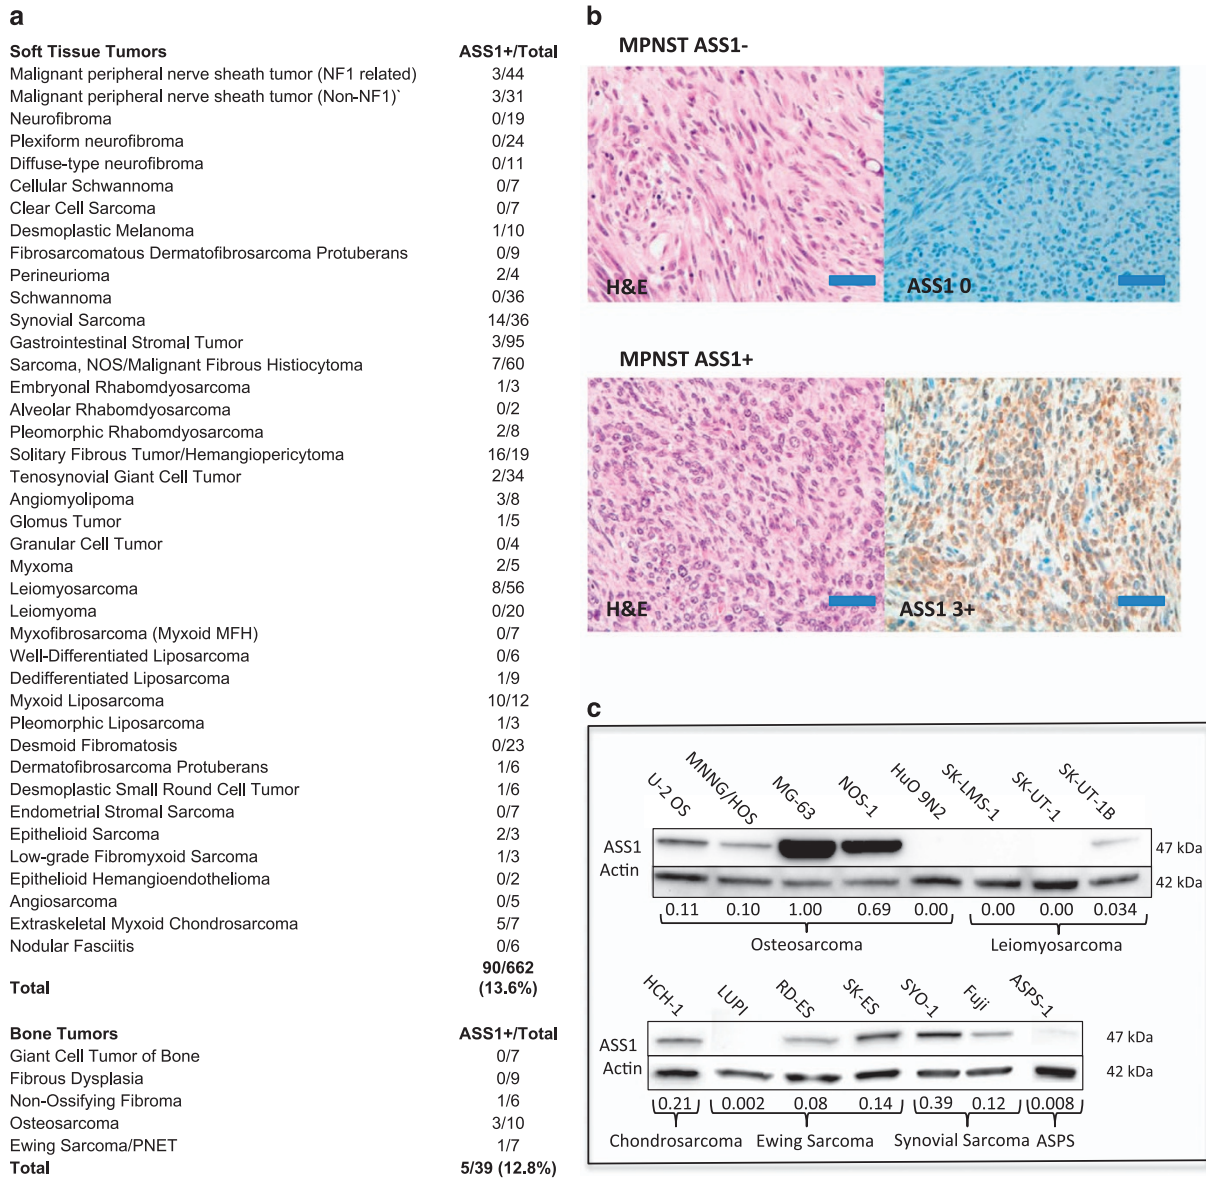 a
Soft Tissue Tumors ASS1+/Total
Malignant peripheral nerve sheath tumor (NF1 related) 3/44
Malignant peripheral nerve sheath tumor (Non-NF1)` 3/31
Neurofibroma 0/19
Plexiform neurofibroma 0/24
Diffuse-type neurofibroma 0/11
Cellular Schwannoma 0/7
Clear Cell Sarcoma 0/7
Desmoplastic Melanoma 1/10
Fibrosarcomatous Dermatofibrosarcoma Protuberans 0/9
Perineurioma 2/4
Schwannoma 0/36
Synovial Sarcoma 14/36
Gastrointestinal Stromal Tumor 3/95
Sarcoma, NOS/Malignant Fibrous Histiocytoma 7/60
Embryonal Rhabomdyosarcoma 1/3
Alveolar Rhabomdyosarcoma 0/2
Pleomorphic Rhabomdyosarcoma 2/8
Solitary Fibrous Tumor/Hemangiopericytoma 16/19
Tenosynovial Giant Cell Tumor 2/34
Angiomyolipoma 3/8
Glomus Tumor 1/5
Granular Cell Tumor 0/4
Myxoma 2/5
Leiomyosarcoma 8/56
Leiomyoma 0/20
Myxofibrosarcoma (Myxoid MFH) 0/7
Well-Differentiated Liposarcoma 0/6
Dedifferentiated Liposarcoma 1/9
Myxoid Liposarcoma 10/12
Pleomorphic Liposarcoma 1/3
Desmoid Fibromatosis 0/23
Dermatofibrosarcoma Protuberans 1/6
Desmoplastic Small Round Cell Tumor 1/6
Endometrial Stromal Sarcoma 0/7
Epithelioid Sarcoma 2/3
Low-grade Fibromyxoid Sarcoma 1/3
Epithelioid Hemangioendothelioma 0/2
Angiosarcoma 0/5
Extraskeletal Myxoid Chondrosarcoma 5/7
Nodular Fasciitis 0/6
90/662
Total (13.6%)
Bone Tumors ASS1+/Total
Giant Cell Tumor of Bone 0/7
Fibrous Dysplasia 0/9
Non-Ossifying Fibroma 1/6
Osteosarcoma 3/10
Ewing Sarcoma/PNET 1/7
Total 5/39 (12.8%)
b
MPNST ASS1-
H&E ASS1 0
MPNST ASS1+
H&E ASS1 3+
c
U-2 OS MNNG/HOS MG-63 NOS-1 HuO 9N2 SK-LMS-1 SK-UT-1 SK-UT-1B
ASS1 47 kDa
Actin 42 kDa
0.11 0.10 1.00 0.69 0.00 0.00 0.00 0.034
Osteosarcoma Leiomyosarcoma
HCH-1 LUPI RD-ES SK-ES SYO-1 Fuji ASPS-1
ASS1 47 kDa
Actin 42 kDa
0.21 0.002 0.08 0.14 0.39 0.12 0.008
Chondrosarcoma Ewing Sarcoma Synovial Sarcoma ASPS